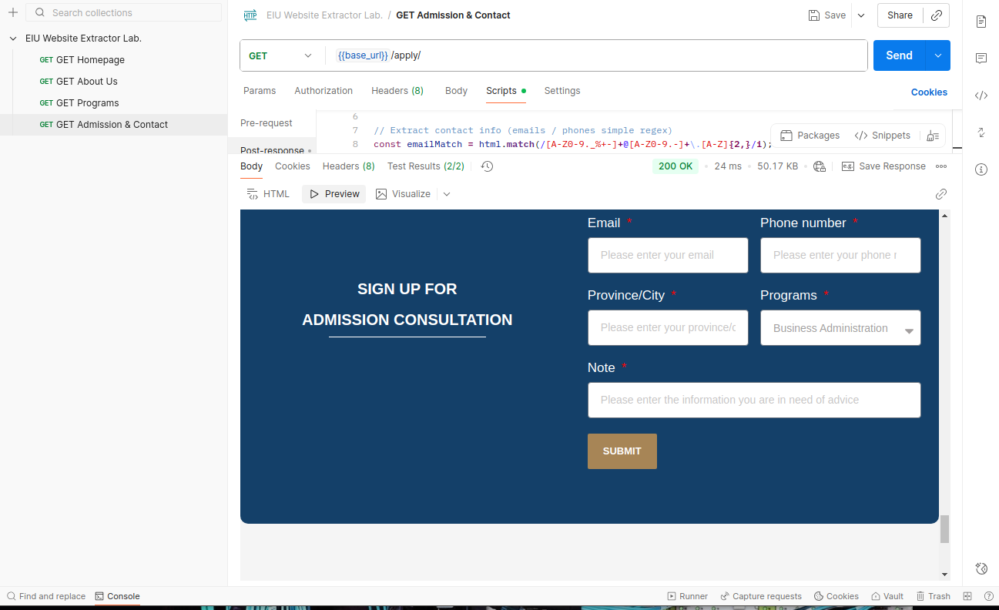 Search collections
EIU Website Extractor Lab.
GET GET Homepage
GET GET About Us
GET GET Programs
GET GET Admission & Contact
HTTP EIU Website Extractor Lab. / GET Admission & Contact
Save
Share
GET
{{base_url}} /apply/
Send
Params Authorization Headers (8) Body Scripts Settings
Cookies
Pre-request
Post-response
6
7 // Extract contact info (emails / phones simple regex)
8 const emailMatch = html.match(/[A-Z0-9._%+-]+@[A-Z0-9.-]+\.[A-Z]{2,}/i);
Packages Snippets
Body Cookies Headers (8) Test Results (2/2)
200 OK • 24 ms • 50.17 KB
e.g. Save Response
HTML Preview Visualize
SIGN UP FOR
ADMISSION CONSULTATION
Email * Phone number *
Please enter your email
Please enter your phone r
Province/City * Programs *
Please enter your province/c
Business Administration
Note *
Please enter the information you are in need of advice
SUBMIT
Find and replace Console
Runner Capture requests Cookies Vault Trash